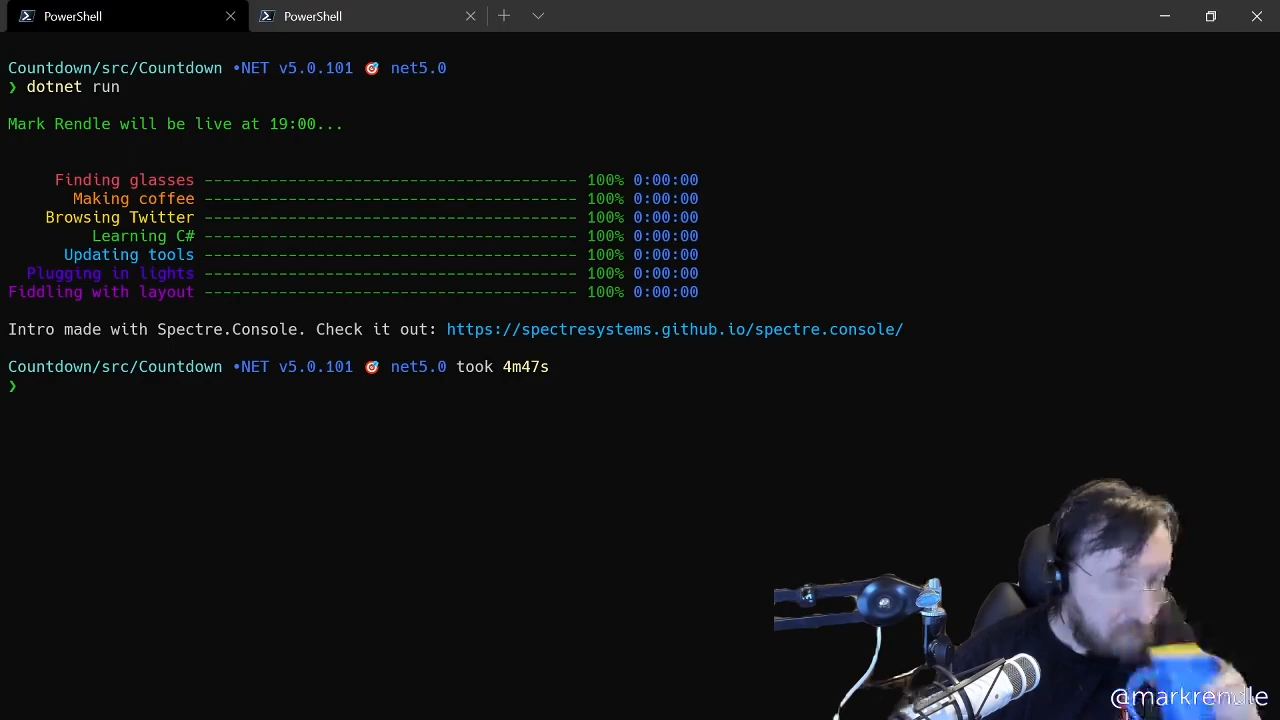 PowerShell
PowerShell
Countdown/src/Countdown •NET v5.0.101 🎯 net5.0
❯ dotnet run
Mark Rendle will be live at 19:00...
Finding glasses ---------------------------------------- 100% 0:00:00
Making coffee ---------------------------------------- 100% 0:00:00
Browsing Twitter ---------------------------------------- 100% 0:00:00
Learning C# ---------------------------------------- 100% 0:00:00
Updating tools ---------------------------------------- 100% 0:00:00
Plugging in lights ---------------------------------------- 100% 0:00:00
Fiddling with layout ---------------------------------------- 100% 0:00:00
Intro made with Spectre.Console. Check it out: https://spectresystems.github.io/spectre.console/
Countdown/src/Countdown •NET v5.0.101 🎯 net5.0 took 4m47s
❯
@markrendle